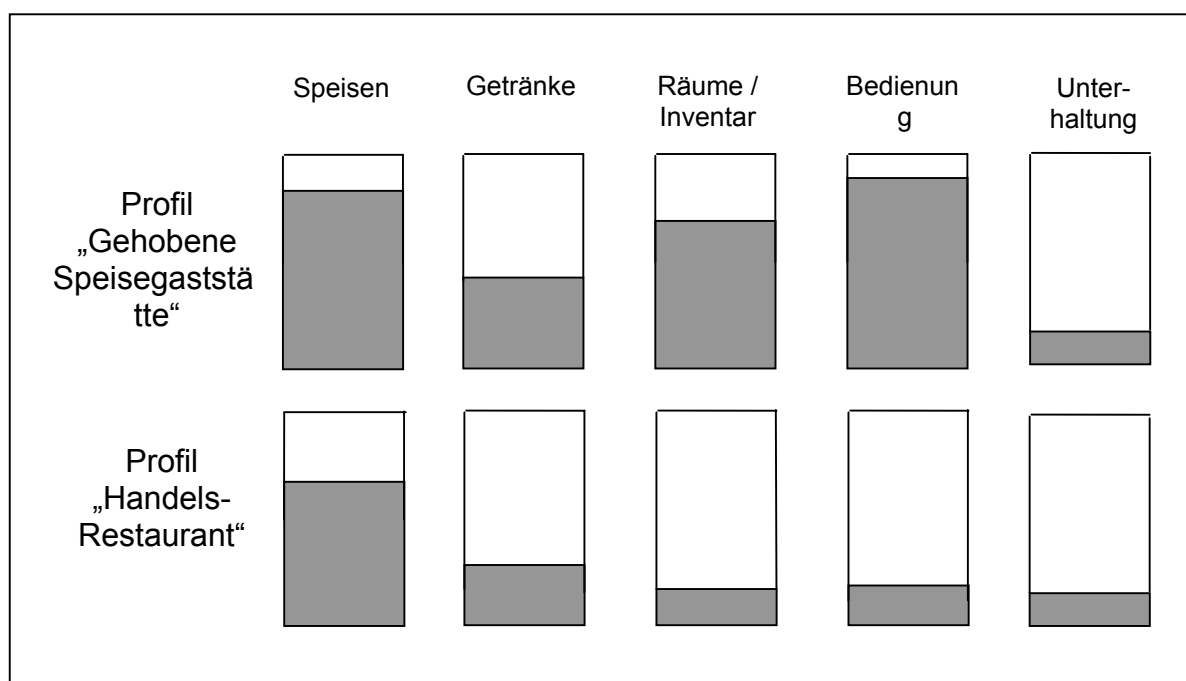 Speisen
Getränke
Räume /
Inventar
Bedienun
g
Unter-
haltung
Profil
„Gehobene
Speisegaststä
tte“
Profil
„Handels-
Restaurant“